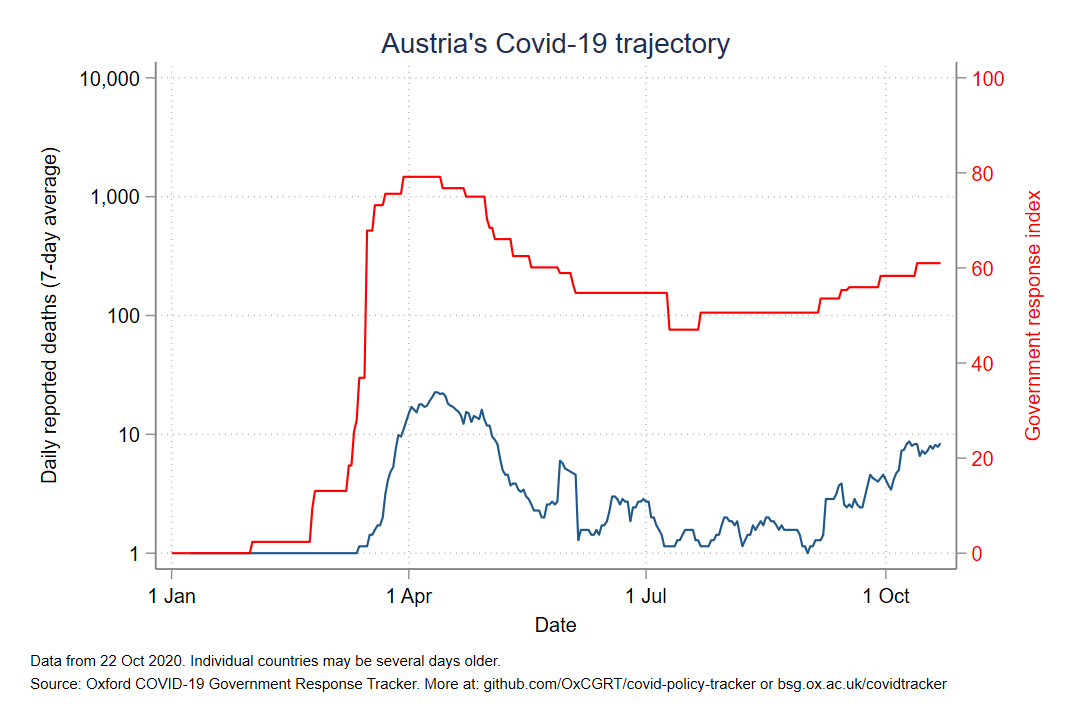 Austria's Covid-19 trajectory
10,000
1,000
100
10
1
Daily reported deaths (7-day average)
100
80
60
40
20
0
Government response index
1 Jan
1 Apr
1 Jul
1 Oct
Date
Data from 22 Oct 2020. Individual countries may be several days older.
Source: Oxford COVID-19 Government Response Tracker. More at: github.com/OxCGRT/covid-policy-tracker or bsg.ox.ac.uk/covidtracker